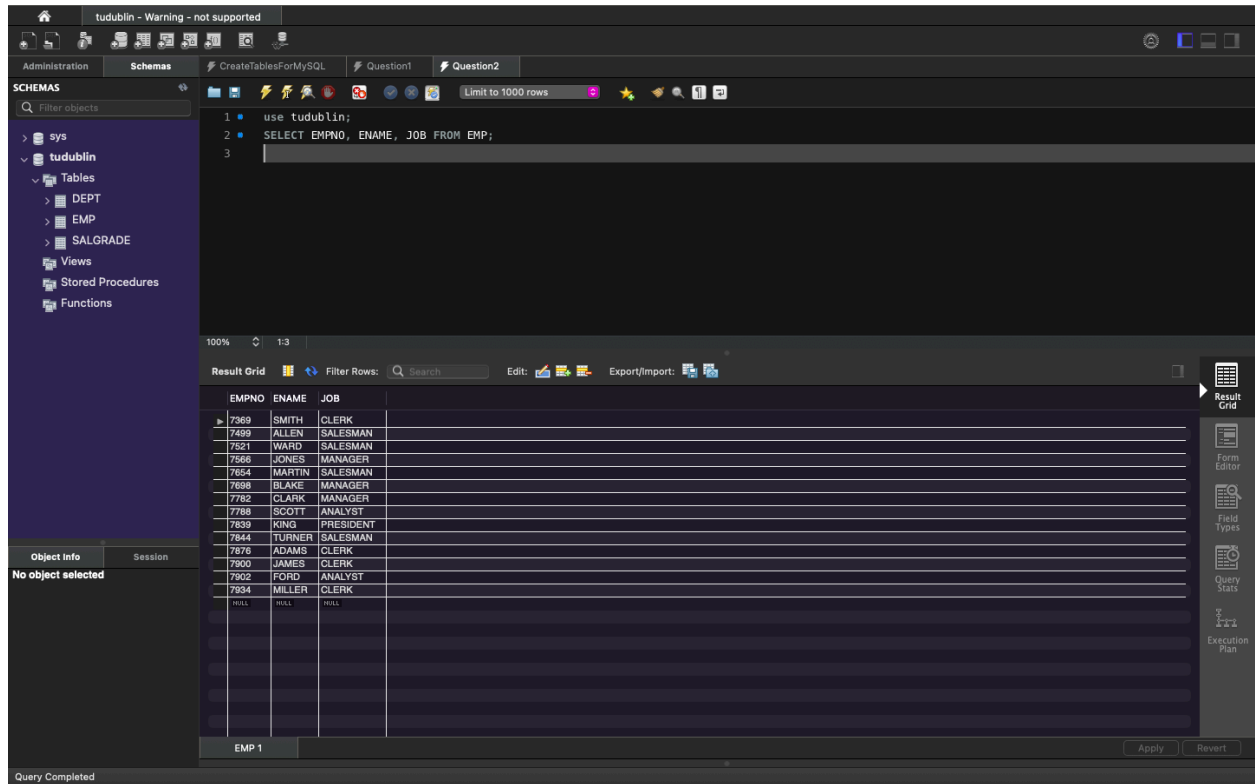 tudublin - Warning - not supported
Administration Schemas CreateTablesForMySQL Question1 Question2
SCHEMAS
Limit to 1000 rows
Filter objects
sys
tudublin
Tables
DEPT
EMP
SALGRADE
Views
Stored Procedures
Functions
1 use tudublin;
2 SELECT EMPNO, ENAME, JOB FROM EMP;
3
100% 1:3
Result Grid Filter Rows: Search Edit: Export/Import:
EMPNO ENAME JOB
7369 SMITH CLERK
7499 ALLEN SALESMAN
7521 WARD SALESMAN
7566 JONES MANAGER
7654 MARTIN SALESMAN
7698 BLAKE MANAGER
7782 CLARK MANAGER
7788 SCOTT ANALYST
7839 KING PRESIDENT
7844 TURNER SALESMAN
7876 ADAMS CLERK
7900 JAMES CLERK
7902 FORD ANALYST
7934 MILLER CLERK
NULL NULL NULL
Result
Grid
Form
Editor
Field
Types
Query
Stats
Execution
Plan
Object Info Session
No object selected
EMP 1 Apply Revert
Query Completed